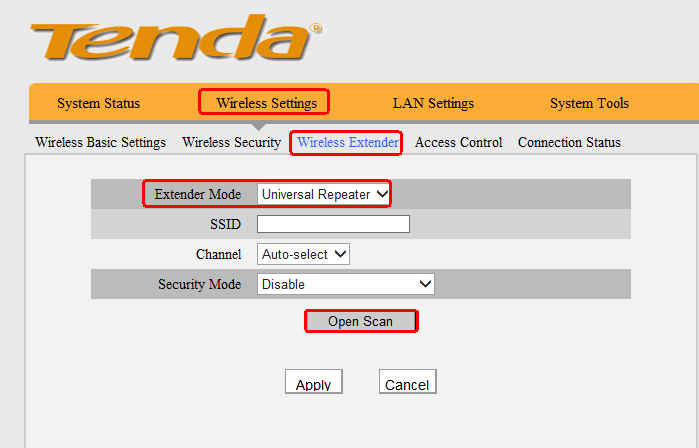 Tenda®
System Status Wireless Settings LAN Settings System Tools
Wireless Basic Settings Wireless Security Wireless Extender Access Control Connection Status
Extender Mode Universal Repeater
SSID
Channel Auto-select
Security Mode Disable
Open Scan
Apply Cancel